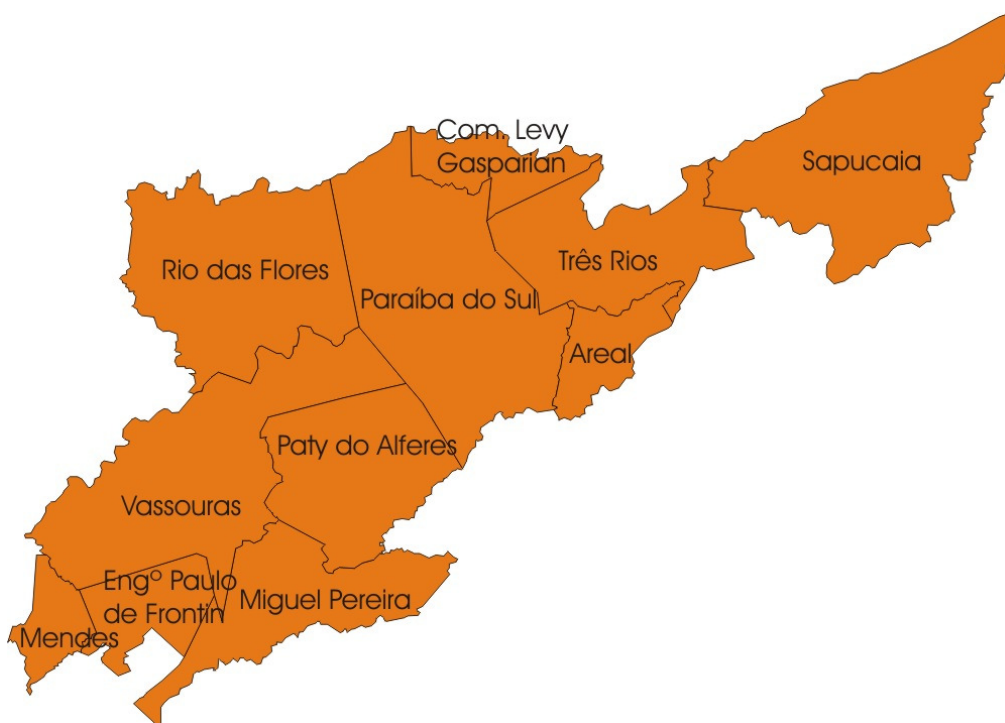 Com. Levy
Gasparian
Sapucaia
Rio das Flores
Três Rios
Paraíba do Sul
Areal
Paty do Alferes
Vassouras
Engº Paulo
de Frontin
Miguel Pereira
Mendes